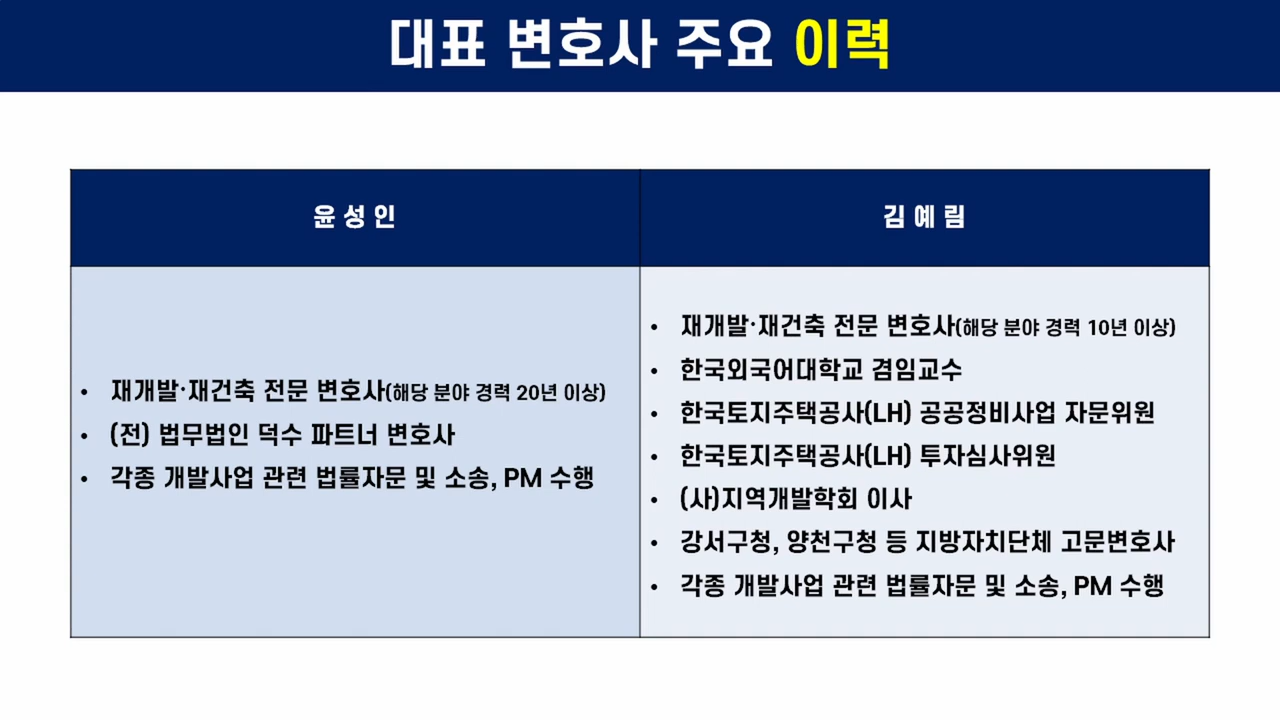 대표 변호사 주요 이력
윤 성 인
• 재개발·재건축 전문 변호사(해당 분야 경력 20년 이상)
• (전) 법무법인 덕수 파트너 변호사
• 각종 개발사업 관련 법률자문 및 소송, PM 수행
김 예 림
• 재개발·재건축 전문 변호사(해당 분야 경력 10년 이상)
• 한국외국어대학교 겸임교수
• 한국토지주택공사(LH) 공공정비사업 자문위원
• 한국토지주택공사(LH) 투자심사위원
• (사)지역개발학회 이사
• 강서구청, 양천구청 등 지방자치단체 고문변호사
• 각종 개발사업 관련 법률자문 및 소송, PM 수행